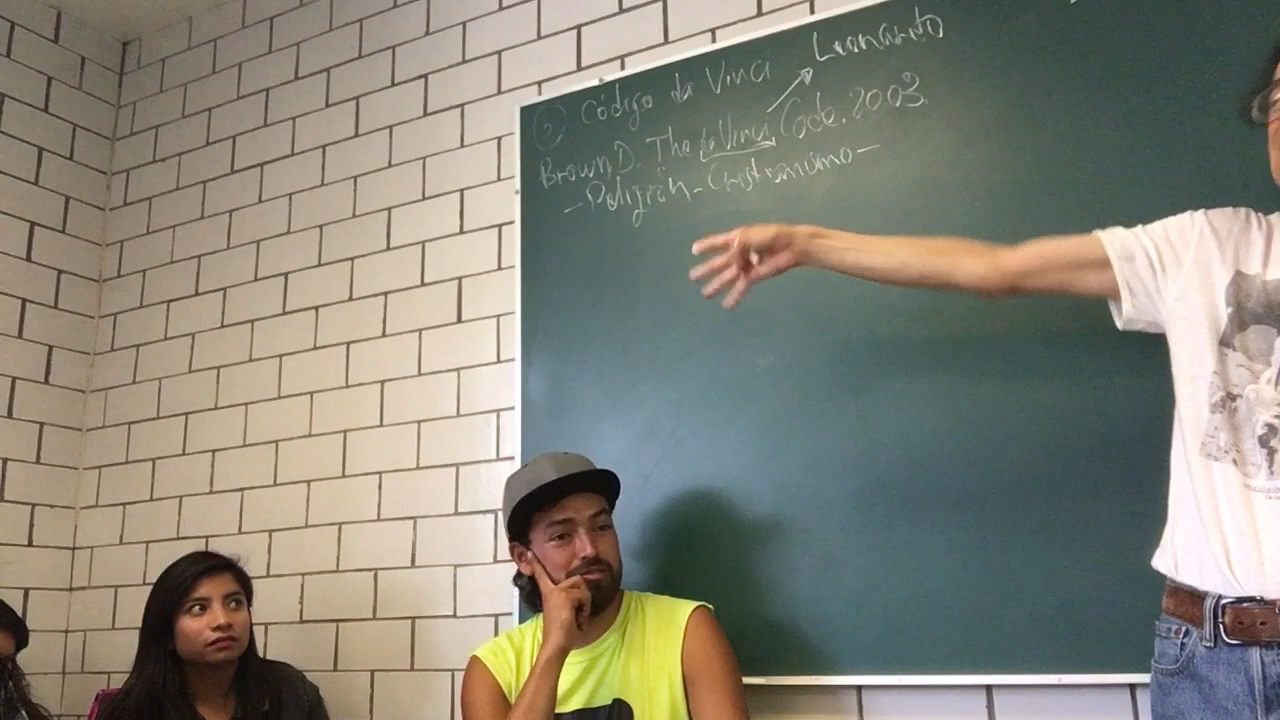 ② Código da Vinci
Leonardo
Brown, D. The da Vinci Code. 2003.
- Religión - Cristianismo -